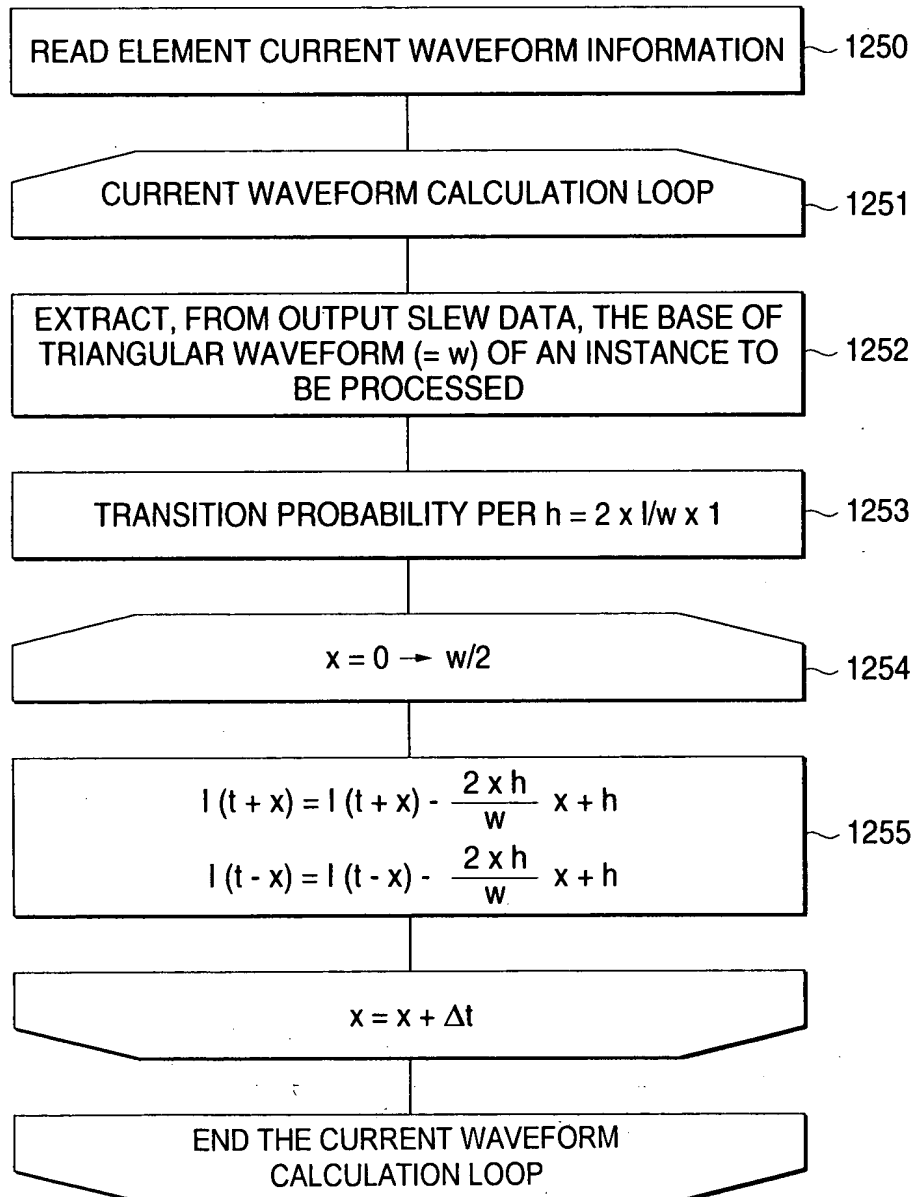 READ ELEMENT CURRENT WAVEFORM INFORMATION
1250
CURRENT WAVEFORM CALCULATION LOOP
1251
EXTRACT, FROM OUTPUT SLEW DATA, THE BASE OF
TRIANGULAR WAVEFORM (= w) OF AN INSTANCE TO
BE PROCESSED
1252
TRANSITION PROBABILITY PER h = 2 x I/w x 1
1253
x = 0 → w/2
1254
I (t + x) = I (t + x) - 2 x h / w x + h
I (t - x) = I (t - x) - 2 x h / w x + h
1255
x = x + Δt
END THE CURRENT WAVEFORM
CALCULATION LOOP